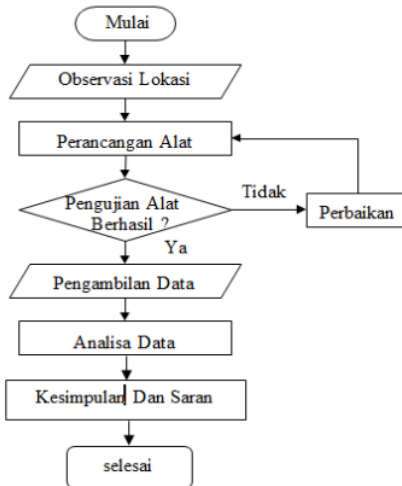 Mulai
Observasi Lokasi
Perancangan Alat
Pengujian Alat
Berhasil ?
Tidak
Perbaikan
Ya
Pengambilan Data
Analisa Data
Kesimpulan Dan Saran
selesai